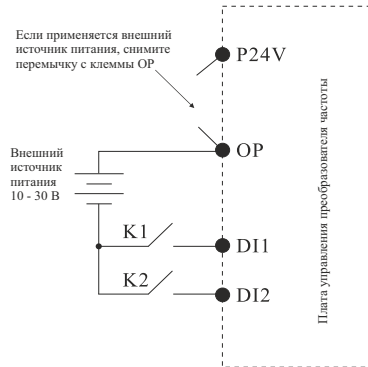 Если применяется внешний
источник питания, снимите
перемычку с клеммы OP
P24V
OP
Внешний
источник
питания
10 - 30 В
K1
DI1
K2
DI2
Плата управления преобразователя частоты